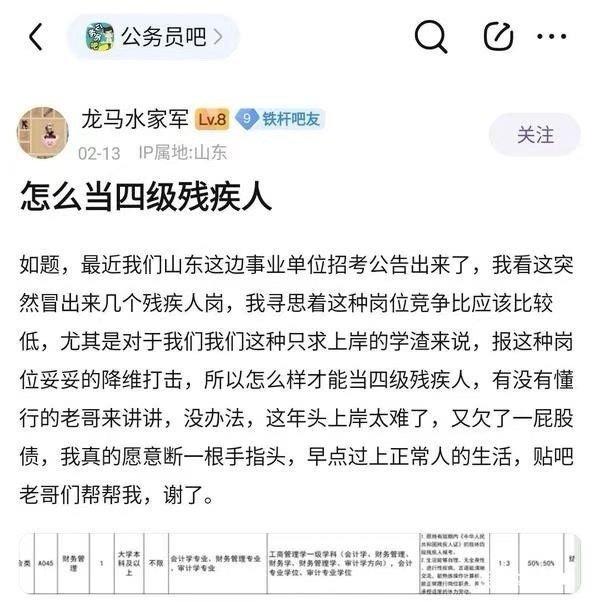 公务员吧
龙马水家军 Lv.8 9 铁杆吧友
关注
02-13 IP属地:山东
怎么当四级残疾人
如题，最近我们山东这边事业单位招考公告出来了，我看这突
然冒出来几个残疾人岗，我寻思着这种岗位竞争比应该比较
低，尤其是对于我们我们这种只求上岸的学渣来说，报这种岗
位妥妥的降维打击，所以怎么样才能当四级残疾人，有没有懂
行的老哥来讲讲，没办法，这年头上岸太难了，又欠了一屁股
债，我真的愿意断一根手指头，早点过上正常人的生活，贴吧
老哥们帮帮我，谢了。
类
A045
财务管
理
1
大学本
科及以
上
不限
会计学专业、财务管理专业、
审计学专业
工商管理学一级学科（会计学、财务管理、
财务学、财务管理学、审计学方向），会
计专业学位、审计专业学位
1:3
50%:50%